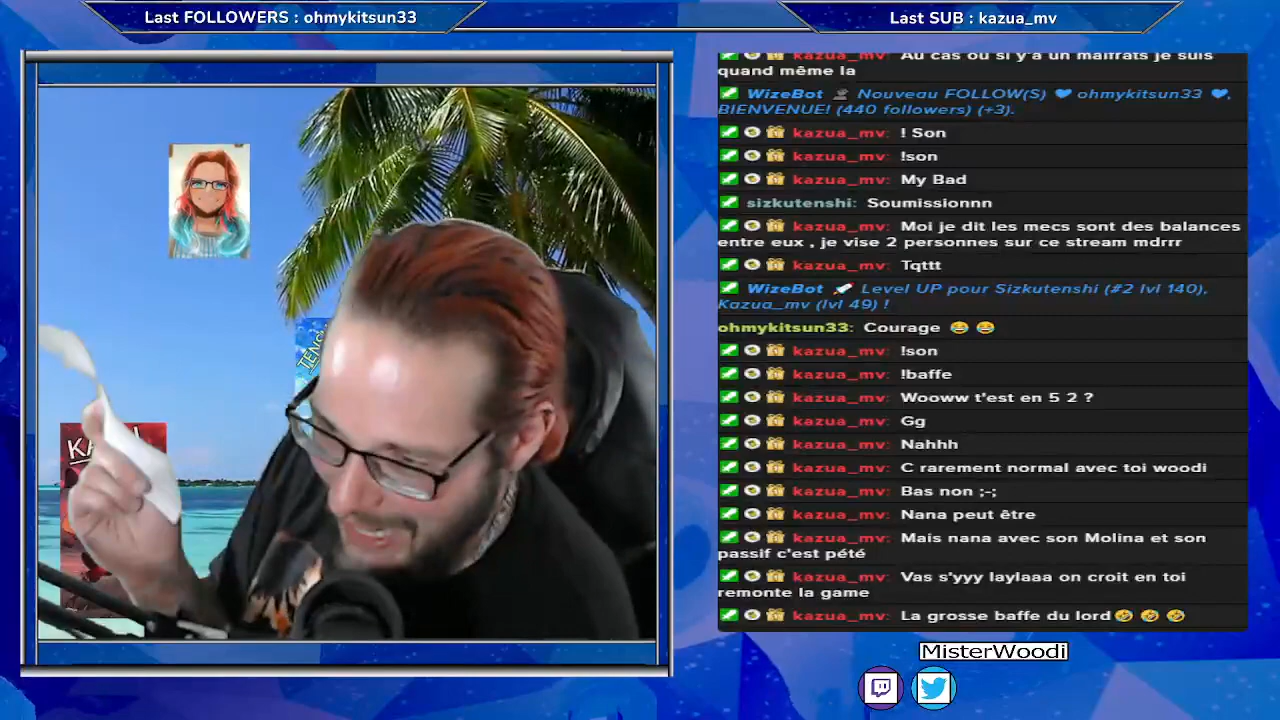 Last FOLLOWERS : ohmykitsun33
Last SUB : kazua_mv
kazua_mv: Au cas ou si y'a un malfrats je suis
quand même la
WizeBot Nouveau FOLLOW(S) ohmykitsun33 ,
BIENVENUE! (440 followers) (+3).
kazua_mv: ! Son
kazua_mv: !son
kazua_mv: My Bad
sizkutenshi: Soumissionnn
kazua_mv: Moi je dit les mecs sont des balances
entre eux , je vise 2 personnes sur ce stream mdrrr
kazua_mv: Tqttt
WizeBot Level UP pour Sizkutenshi (#2 lvl 140),
Kazua_mv (lvl 49) !
ohmykitsun33: Courage 😂 😂
kazua_mv: !son
kazua_mv: !baffe
kazua_mv: Wooww t'est en 5 2 ?
kazua_mv: Gg
kazua_mv: Nahhh
kazua_mv: C rarement normal avec toi woodi
kazua_mv: Bas non ;-;
kazua_mv: Nana peut être
kazua_mv: Mais nana avec son Molina et son
passif c'est pété
kazua_mv: Vas s'yyy laylaaa on croit en toi
remonte la game
kazua_mv: La grosse baffe du lord🤣 🤣 🤣
MisterWoodi